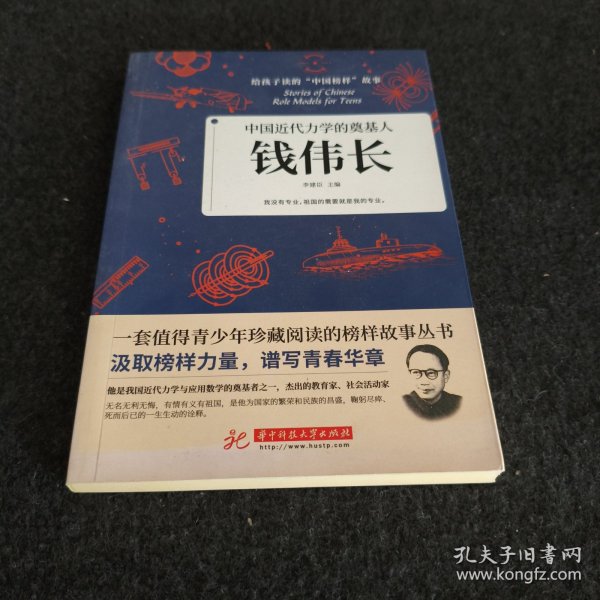 给孩子读的“中国榜样”故事
Stories of Chinese
Role Models for Teens
中国近代力学的奠基人
钱伟长
李建臣 主编
我没有专业，祖国的需要就是我的专业。
一套值得青少年珍藏阅读的榜样故事丛书
汲取榜样力量，谱写青春华章
他是我国近代力学与应用数学的奠基者之一，杰出的教育家、社会活动家
无名无利无悔，有情有义有祖国，是他为国家的繁荣和民族的昌盛，鞠躬尽瘁、
死而后已的一生生动的诠释。
华中科技大学出版社
http://www.hustp.com
孔夫子旧书网
www.kongfz.com